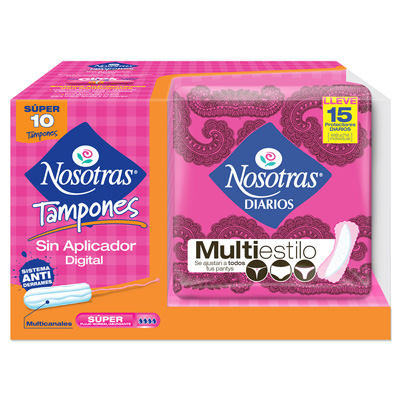 SÚPER
10
Tampones
Nosotras®
Tampones
Sin Aplicador
Digital
SISTEMA
ANTI
DERRAMES
Multicanales
SÚPER
LLEVE
15
Protectores
DIARIOS
Nosotras®
DIARIOS
Multiestilo
Se ajustan a todos
tus pantys